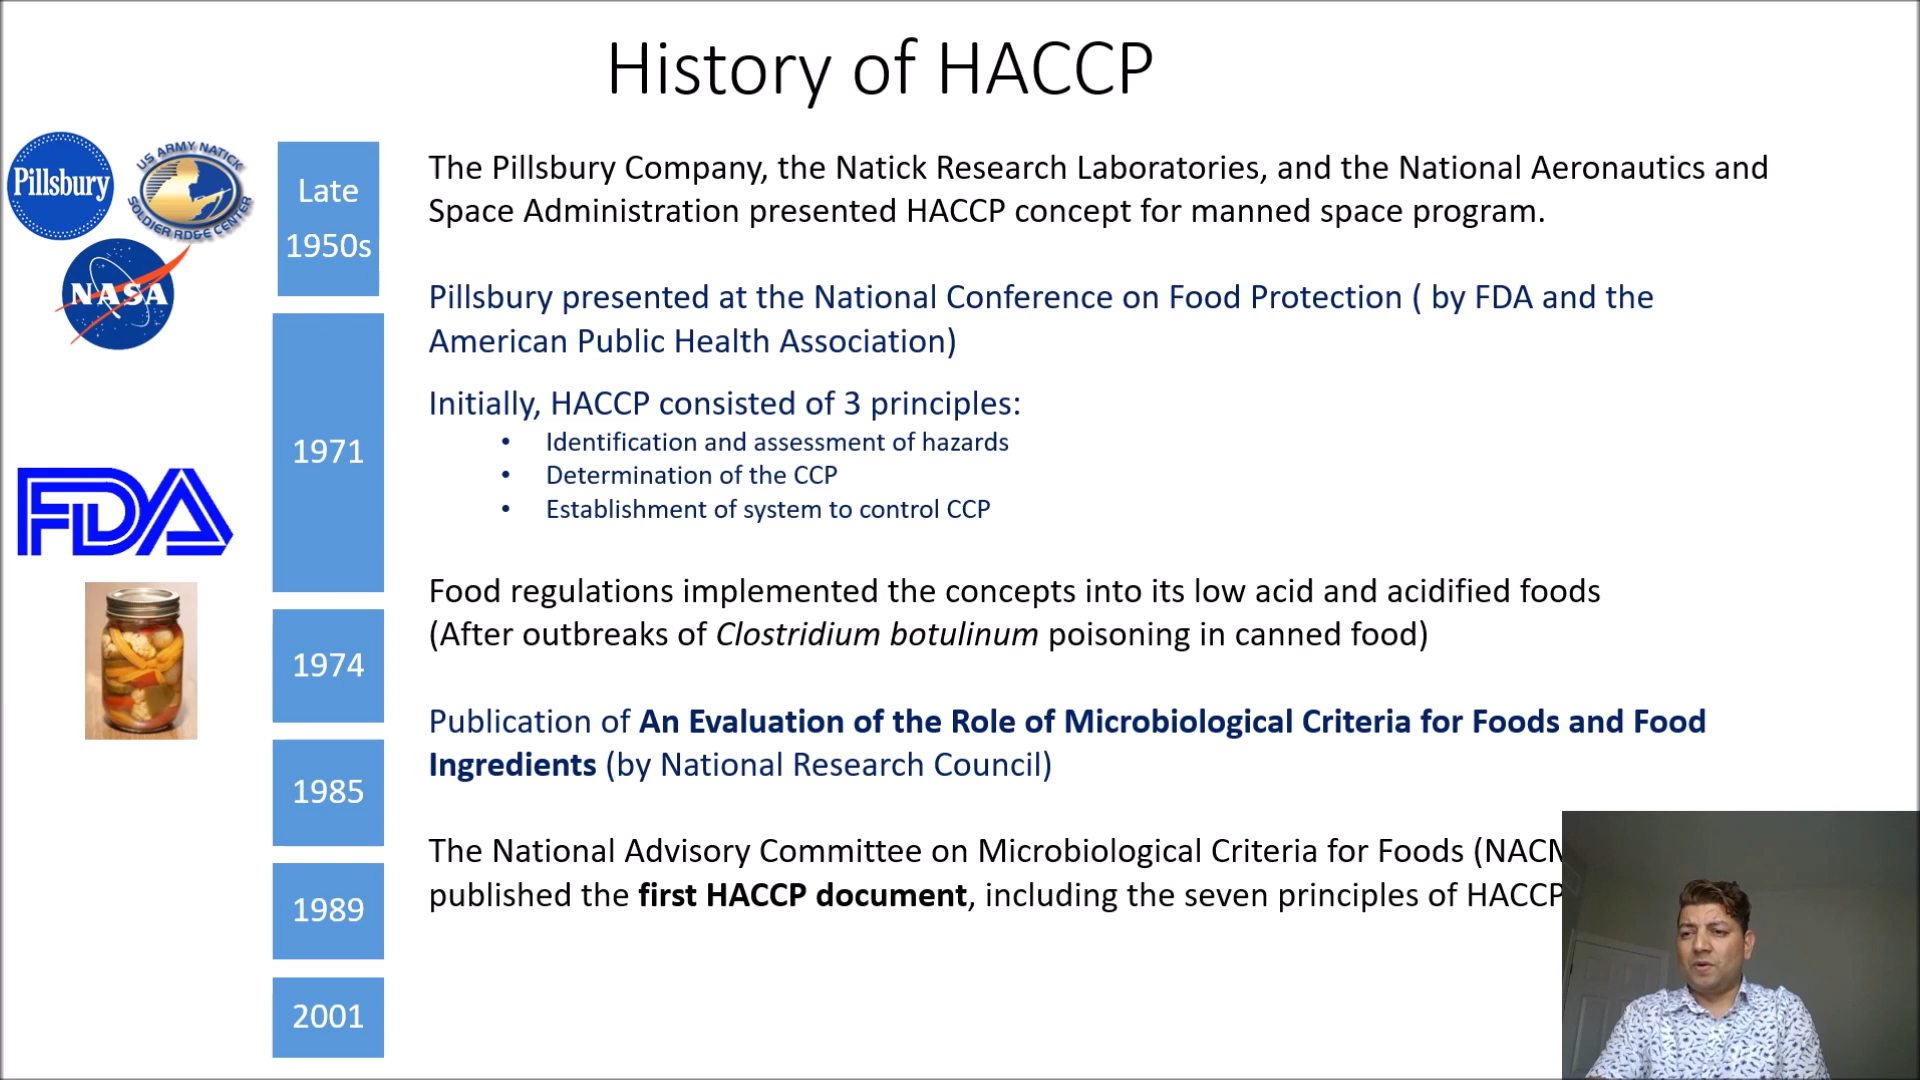 History of HACCP
Pillsbury
US ARMY NATICK
SOLDIER RD&E CENTER
NASA
Late
1950s
The Pillsbury Company, the Natick Research Laboratories, and the National Aeronautics and
Space Administration presented HACCP concept for manned space program.
Pillsbury presented at the National Conference on Food Protection ( by FDA and the
American Public Health Association)
1971
Initially, HACCP consisted of 3 principles:
• Identification and assessment of hazards
• Determination of the CCP
• Establishment of system to control CCP
FDA
1974
Food regulations implemented the concepts into its low acid and acidified foods
(After outbreaks of Clostridium botulinum poisoning in canned food)
1985
Publication of An Evaluation of the Role of Microbiological Criteria for Foods and Food
Ingredients (by National Research Council)
1989
The National Advisory Committee on Microbiological Criteria for Foods
published the first HACCP document, including the seven principles of HACCP
2001